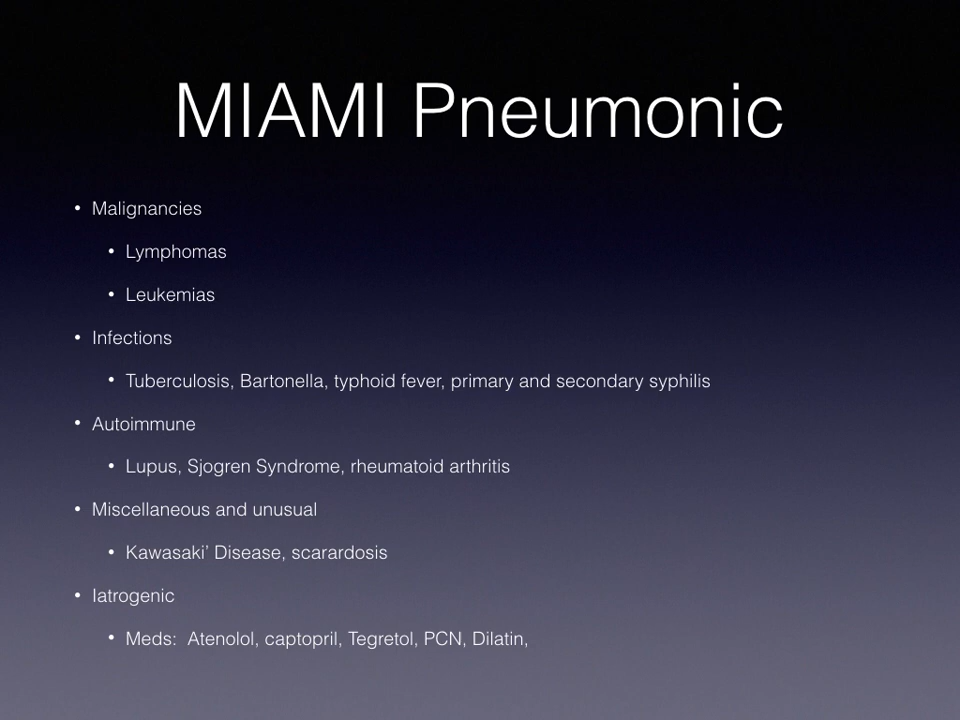 MIAMI Pneumonic
• Malignancies
• Lymphomas
• Leukemias
• Infections
• Tuberculosis, Bartonella, typhoid fever, primary and secondary syphilis
• Autoimmune
• Lupus, Sjogren Syndrome, rheumatoid arthritis
• Miscellaneous and unusual
• Kawasaki’ Disease, scarardosis
• Iatrogenic
• Meds:  Atenolol, captopril, Tegretol, PCN, Dilatin,